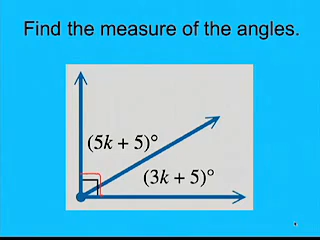 Find the measure of the angles.
(5k + 5)°
(3k + 5)°